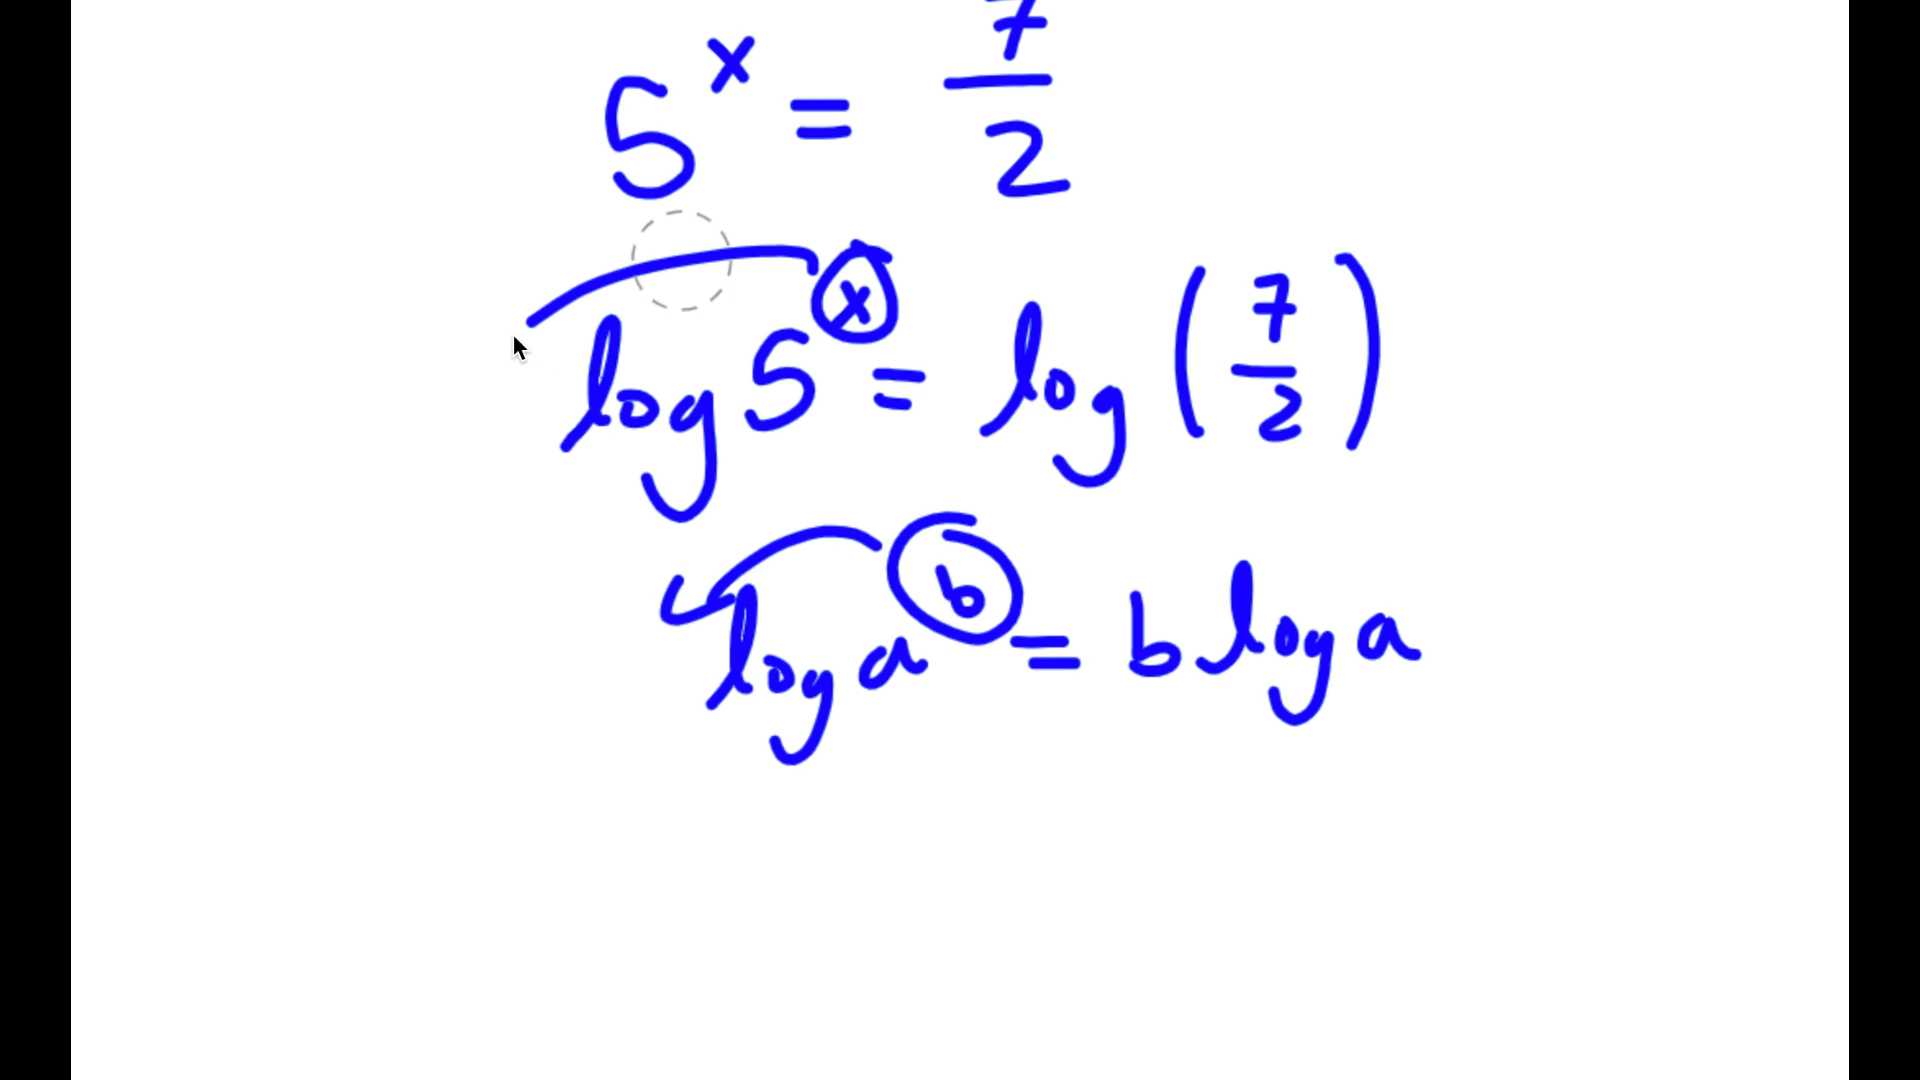 5^x = 7/2
log 5^x = log (7/2)
log a^b = b log a